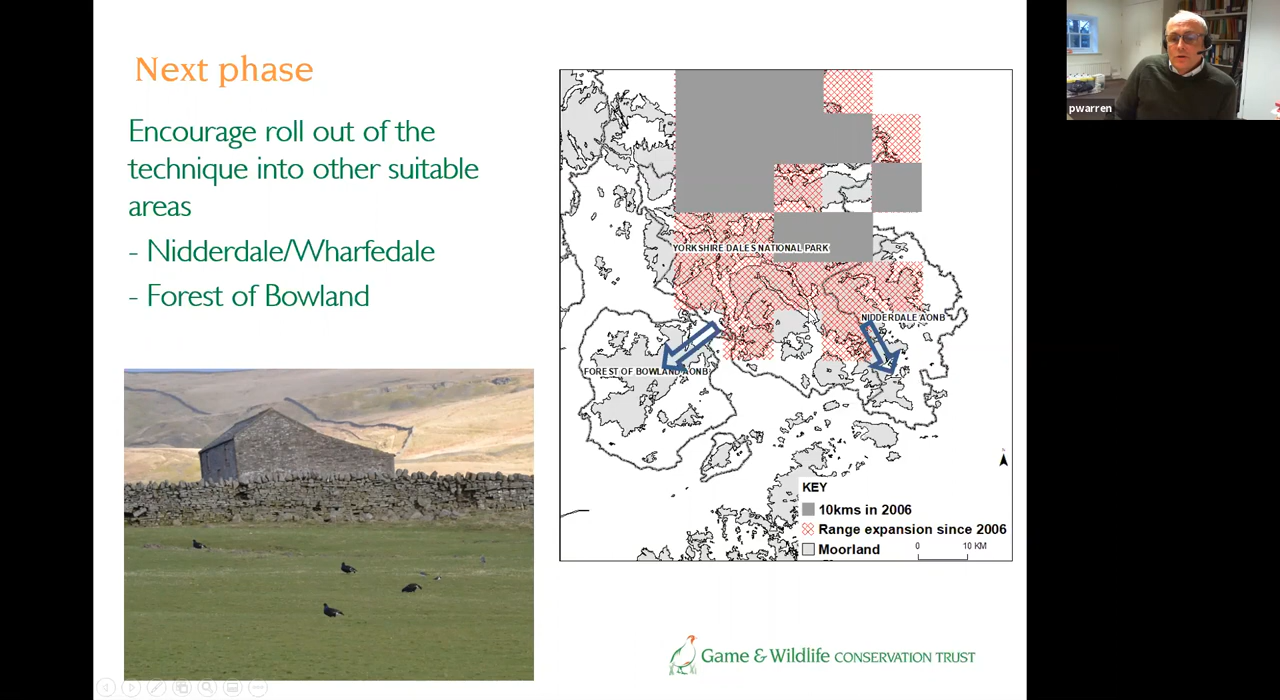 Next phase
Encourage roll out of the
technique into other suitable
areas
- Nidderdale/Wharfedale
- Forest of Bowland
YORKSHIRE DALES NATIONAL PARK
NIDDERDALE AONB
FOREST OF BOWLAND AONB
KEY
10kms in 2006
Range expansion since 2006
Moorland
0 10 KM
Game & Wildlife CONSERVATION TRUST
pwarren